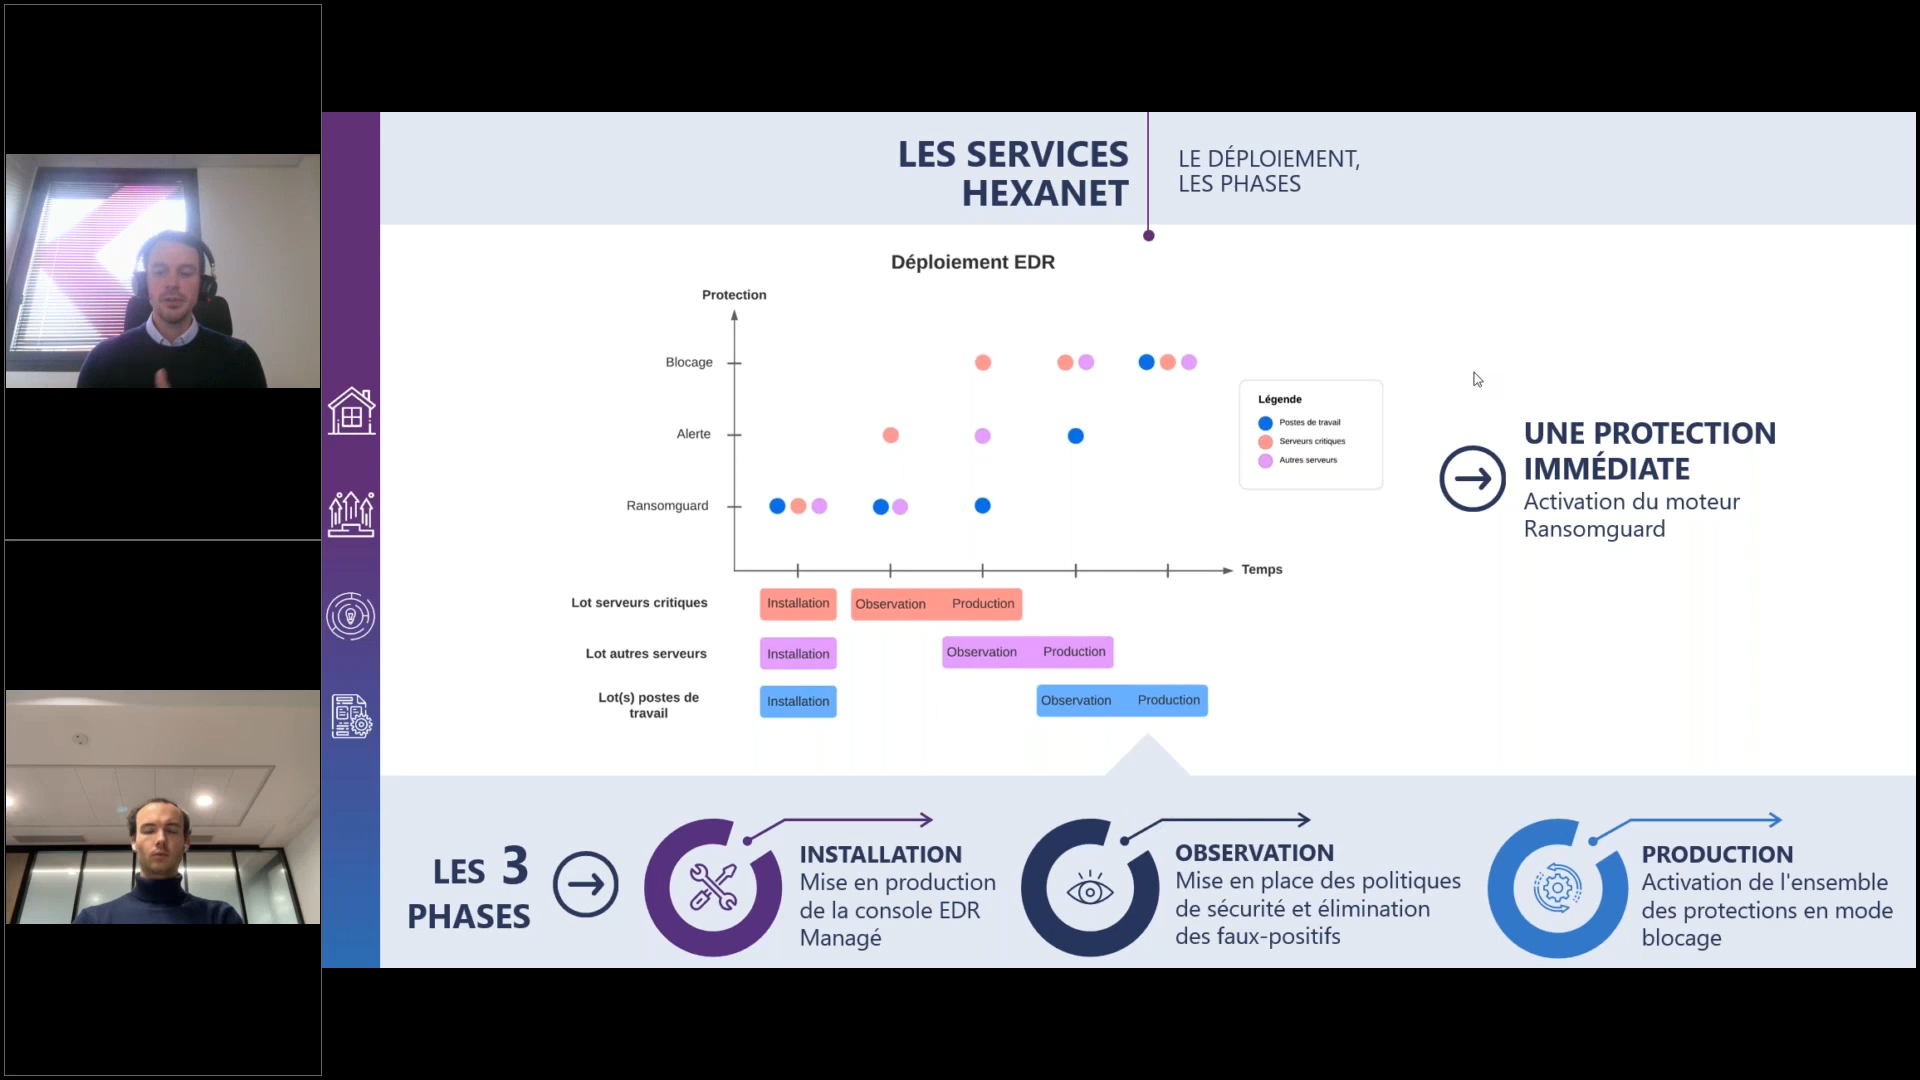 LES SERVICES
HEXANET
LE DÉPLOIEMENT,
LES PHASES
Déploiement EDR
Protection
Blocage
Alerte
Ransomguard
Temps
Légende
Postes de travail
Serveurs critiques
Autres serveurs
UNE PROTECTION
IMMÉDIATE
Activation du moteur
Ransomguard
Lot serveurs critiques
Installation
Observation
Production
Lot autres serveurs
Installation
Observation
Production
Lot(s) postes de
travail
Installation
Observation
Production
LES 3
PHASES
INSTALLATION
Mise en production
de la console EDR
Managé
OBSERVATION
Mise en place des politiques
de sécurité et élimination
des faux-positifs
PRODUCTION
Activation de l'ensemble
des protections en mode
blocage